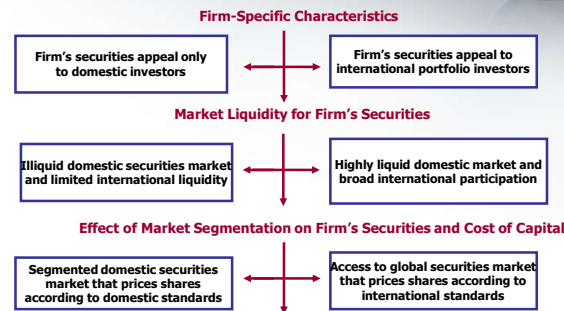 Firm-Specific Characteristics
Firm's securities appeal only
to domestic investors
Firm's securities appeal to
international portfolio investors
Market Liquidity for Firm's Securities
Illiquid domestic securities market
and limited international liquidity
Highly liquid domestic market and
broad international participation
Effect of Market Segmentation on Firm's Securities and Cost of Capital
Segmented domestic securities
market that prices shares
according to domestic standards
Access to global securities market
that prices shares according to
international standards